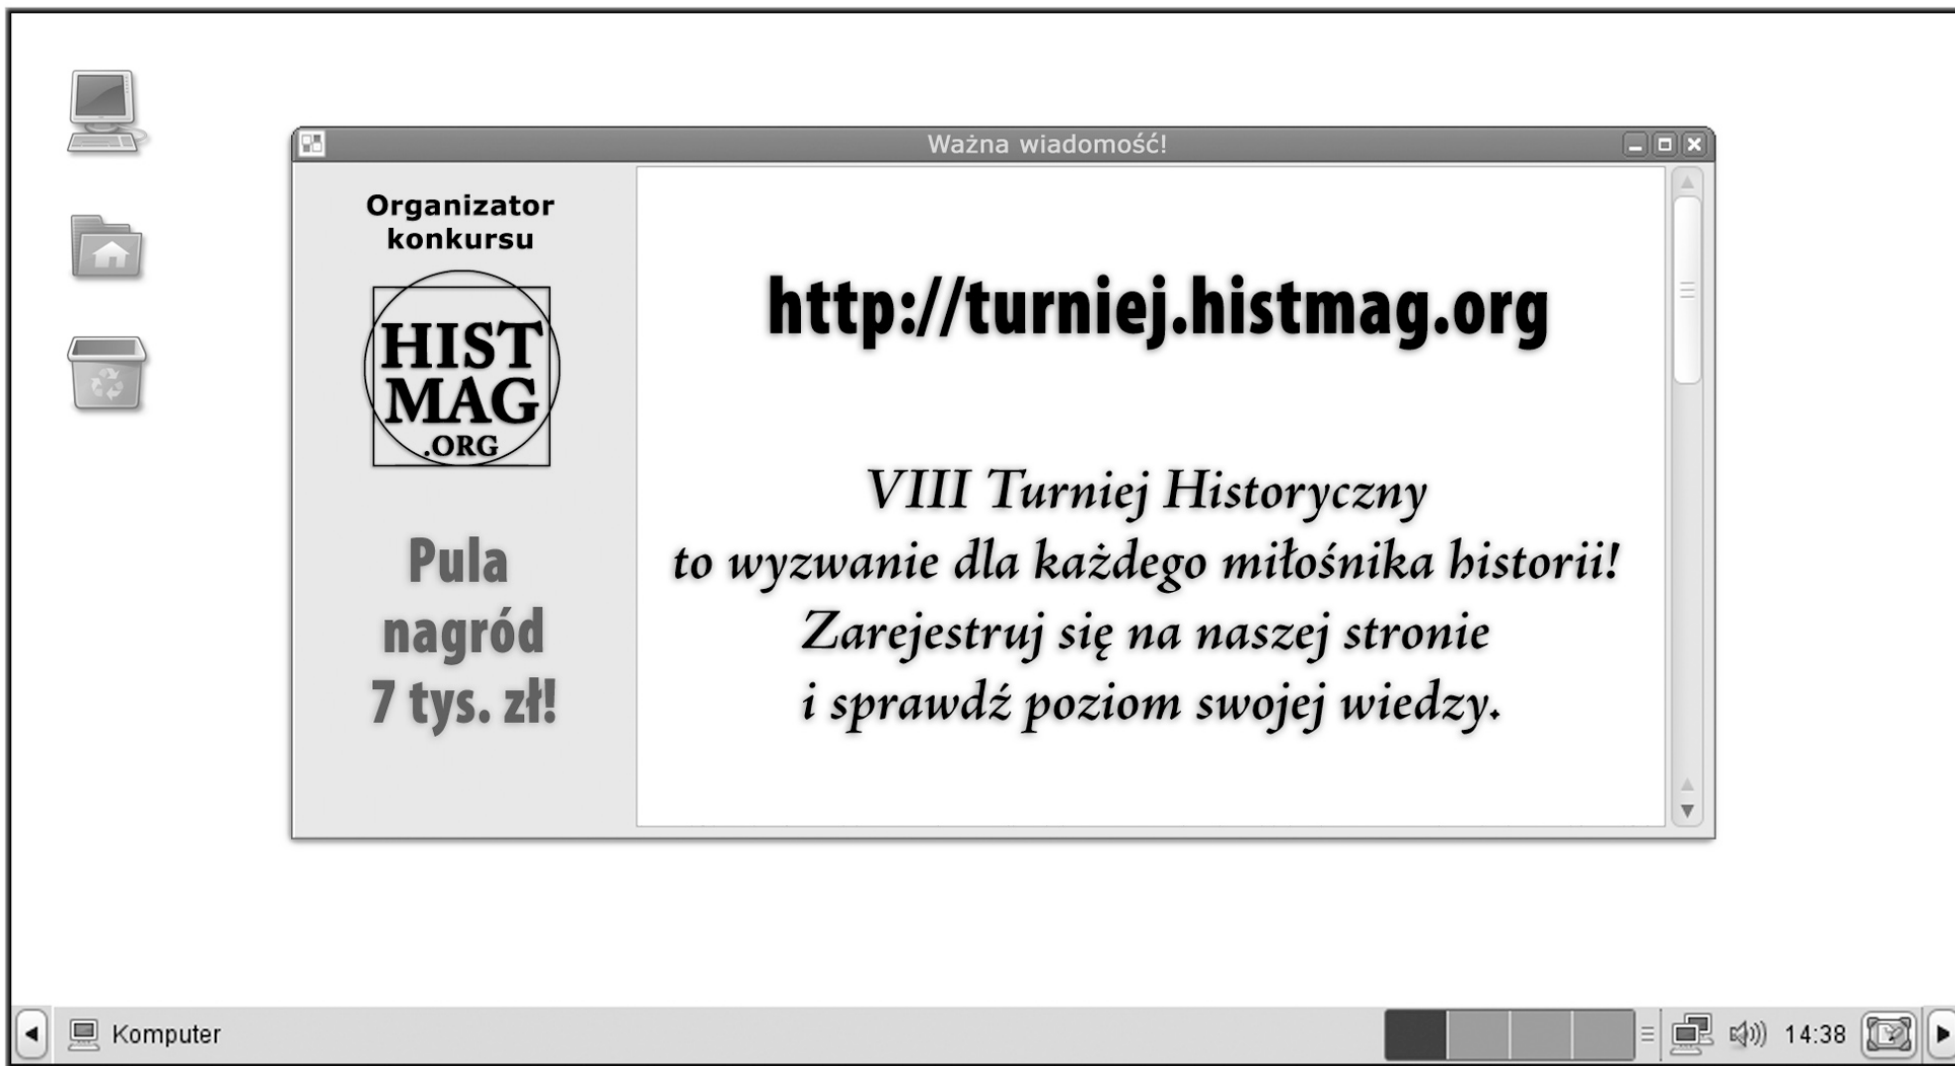 Ważna wiadomość!
Organizator
konkursu
HIST
MAG
.ORG
Pula
nagród
7 tys. zł!
http://turniej.histmag.org
VIII Turniej Historyczny
to wyzwanie dla każdego miłośnika historii!
Zarejestruj się na naszej stronie
i sprawdź poziom swojej wiedzy.
Komputer
14:38